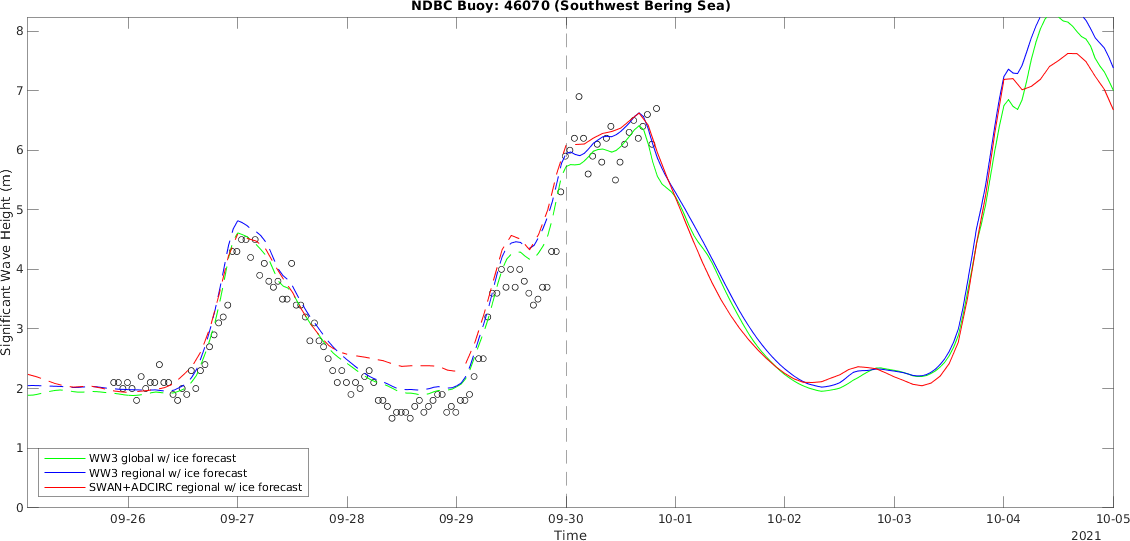 NDBC Buoy: 46070 (Southwest Bering Sea)
8
7
6
5
4
3
2
1
0
Significant Wave Height (m)
WW3 global w/ ice forecast
WW3 regional w/ ice forecast
SWAN+ADCIRC regional w/ ice forecast
09-26 09-27 09-28 09-29 09-30 10-01 10-02 10-03 10-04 10-05
Time
2021